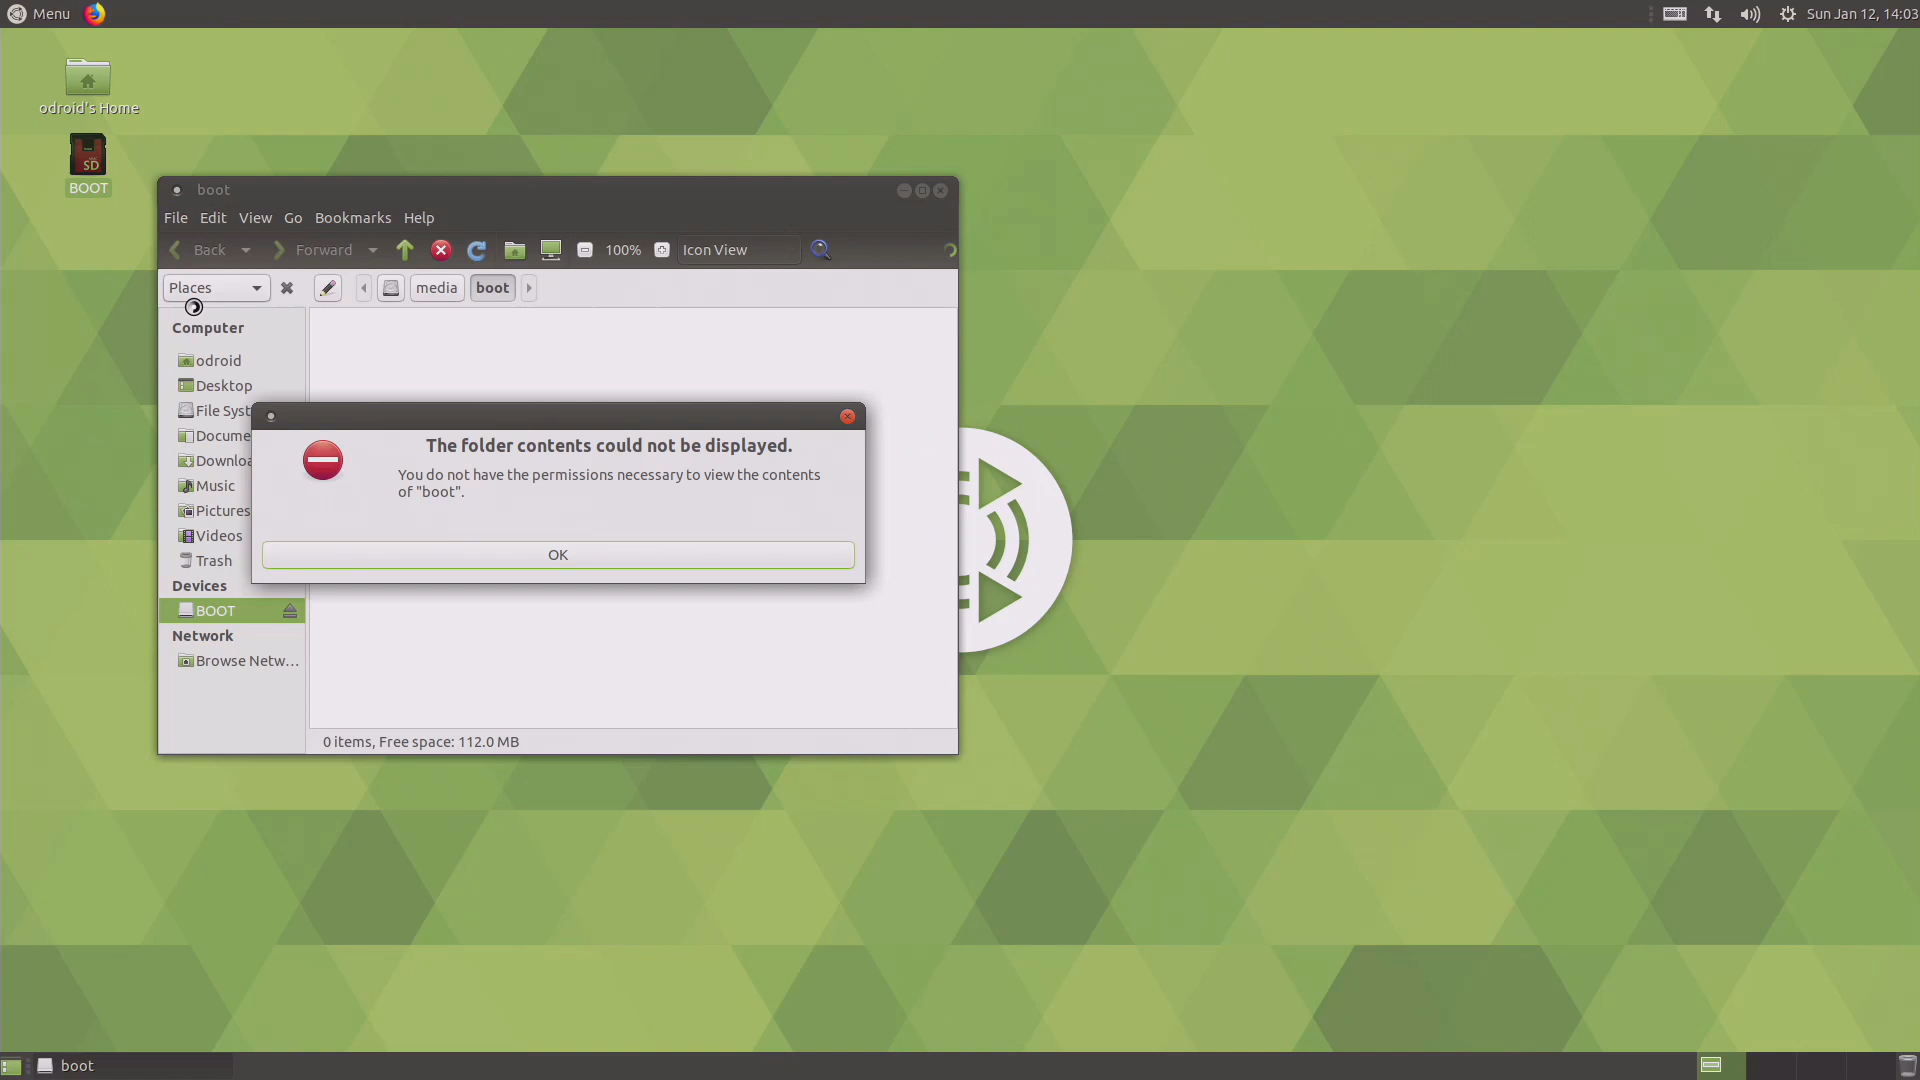 Menu
Sun Jan 12, 14:03
odroid's Home
SD
BOOT
boot
File Edit View Go Bookmarks Help
Back Forward 100% Icon View
Places
media boot
Computer
odroid
Desktop
File Syst
Docume
Downloa
Music
Pictures
Videos
Trash
Devices
BOOT
Network
Browse Netw...
The folder contents could not be displayed.
You do not have the permissions necessary to view the contents
of "boot".
OK
0 items, Free space: 112.0 MB
boot